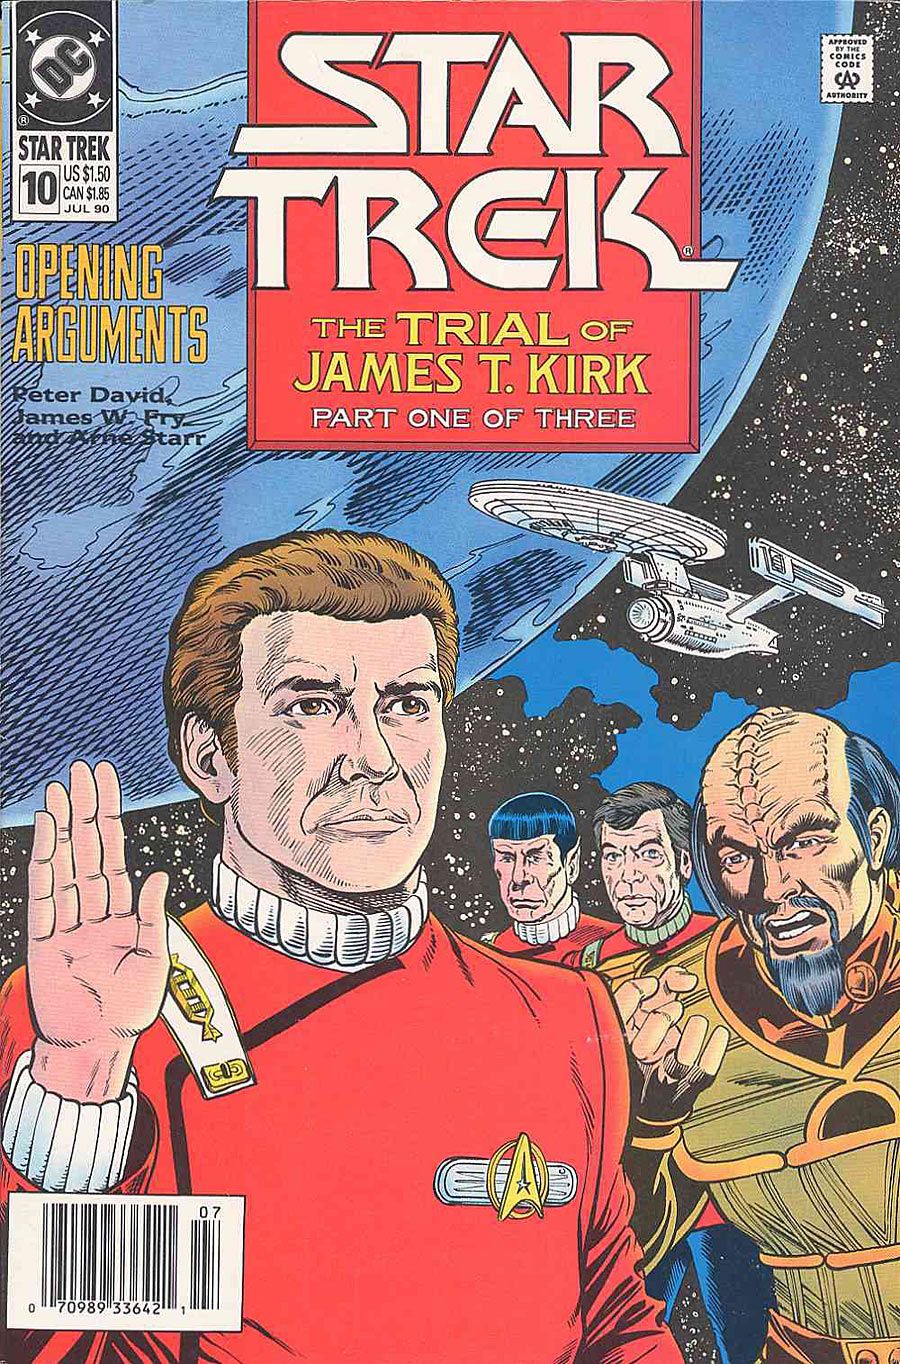 DC
®
STAR TREK
10
US $1.50
CAN $1.85
JUL 90
STAR
TREK®
THE TRIAL OF
JAMES T. KIRK
PART ONE OF THREE
APPROVED
BY THE
COMICS
CODE
CA
AUTHORITY
OPENING
ARGUMENTS
Peter David,
James W. Fry
and Arne Starr
07
0 70989 33642 1